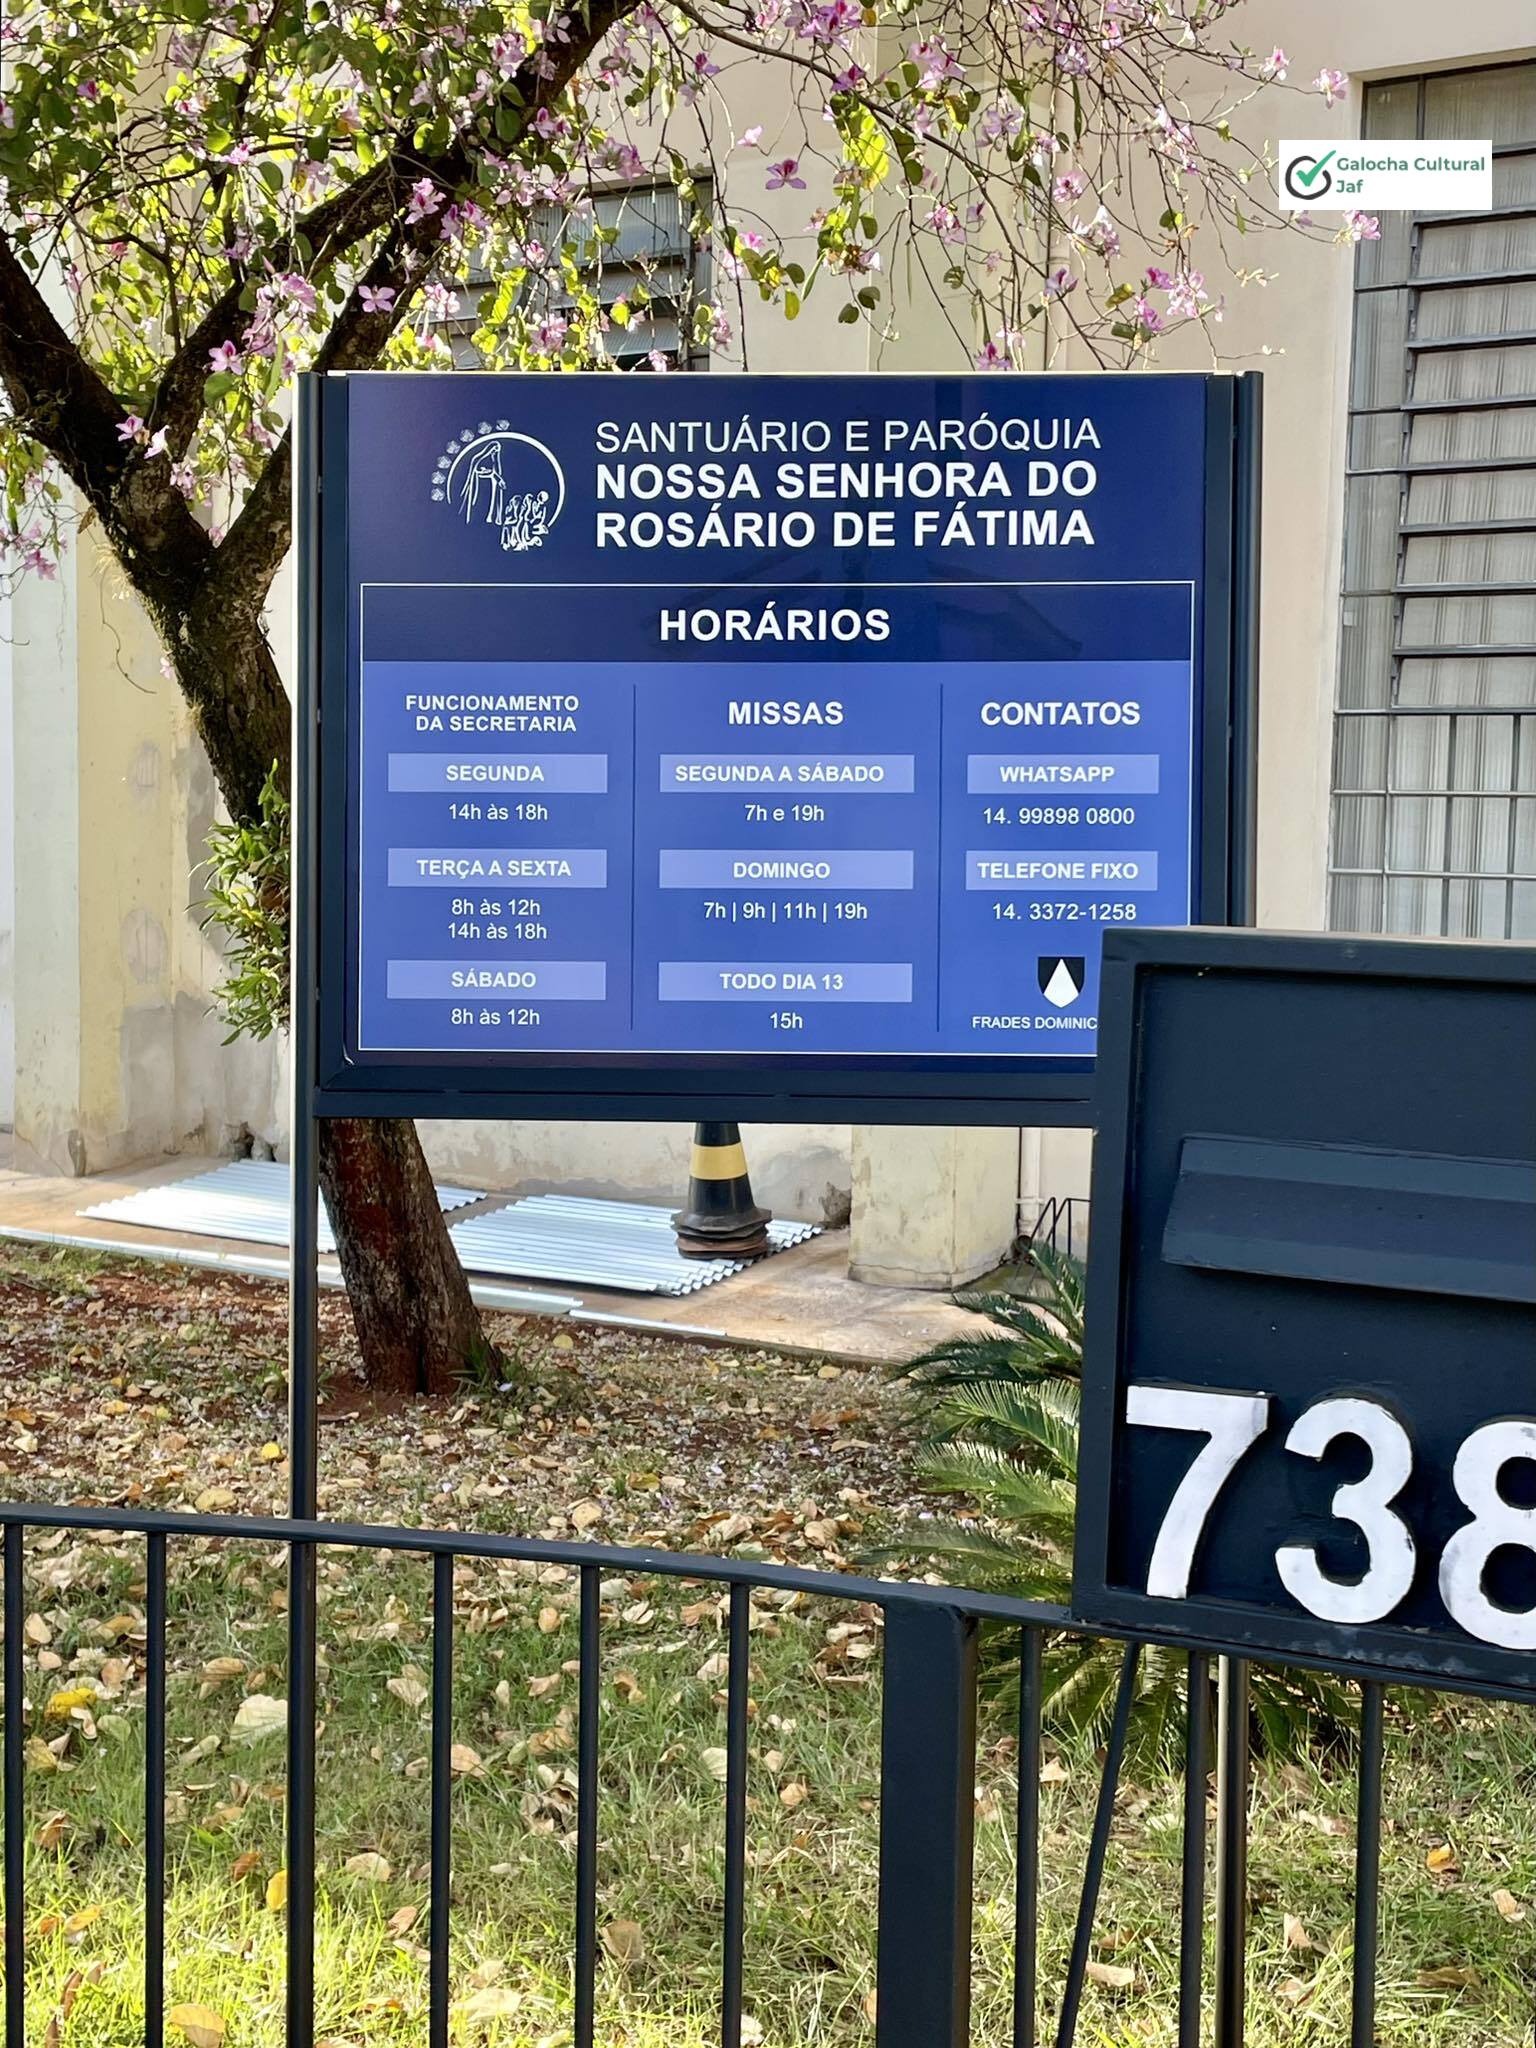 Galocha Cultural
Jaf
SANTUÁRIO E PARÓQUIA
NOSSA SENHORA DO
ROSÁRIO DE FÁTIMA
HORÁRIOS
FUNCIONAMENTO
DA SECRETARIA
SEGUNDA
14h às 18h
TERÇA A SEXTA
8h às 12h
14h às 18h
SÁBADO
8h às 12h
MISSAS
SEGUNDA A SÁBADO
7h e 19h
DOMINGO
7h | 9h | 11h | 19h
TODO DIA 13
15h
CONTATOS
WHATSAPP
14. 99898 0800
TELEFONE FIXO
14. 3372-1258
FRADES DOMINIC
738